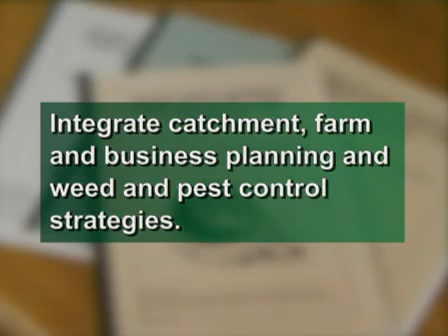 Integrate catchment, farm
and business planning and
weed and pest control
strategies.